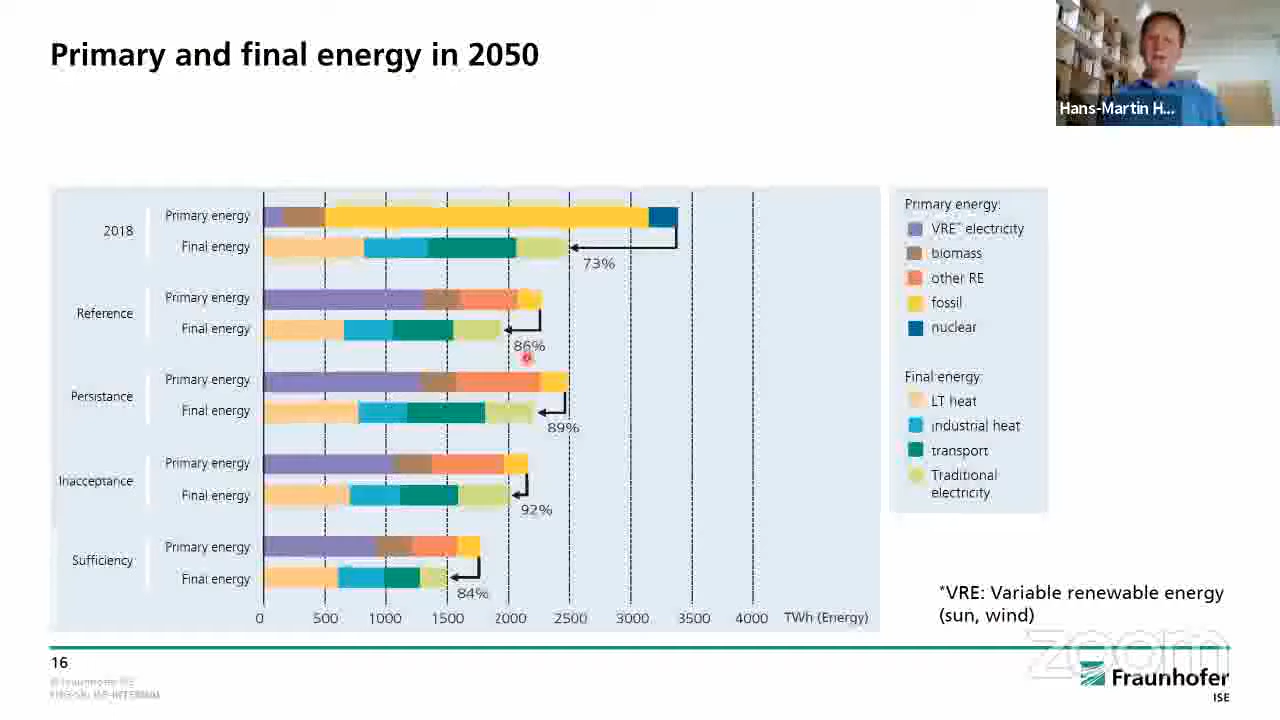 Primary and final energy in 2050
Hans-Martin H...
2018
Primary energy
Final energy
73%
Reference
Primary energy
Final energy
86%
Persistance
Primary energy
Final energy
89%
Inacceptance
Primary energy
Final energy
92%
Sufficiency
Primary energy
Final energy
84%
0 500 1000 1500 2000 2500 3000 3500 4000 TWh (Energy)
Primary energy:
VRE* electricity
biomass
other RE
fossil
nuclear
Final energy:
LT heat
industrial heat
transport
Traditional
electricity
*VRE: Variable renewable energy
(sun, wind)
zoom
16
© Fraunhofer ISE
Fraunhofer
ISE